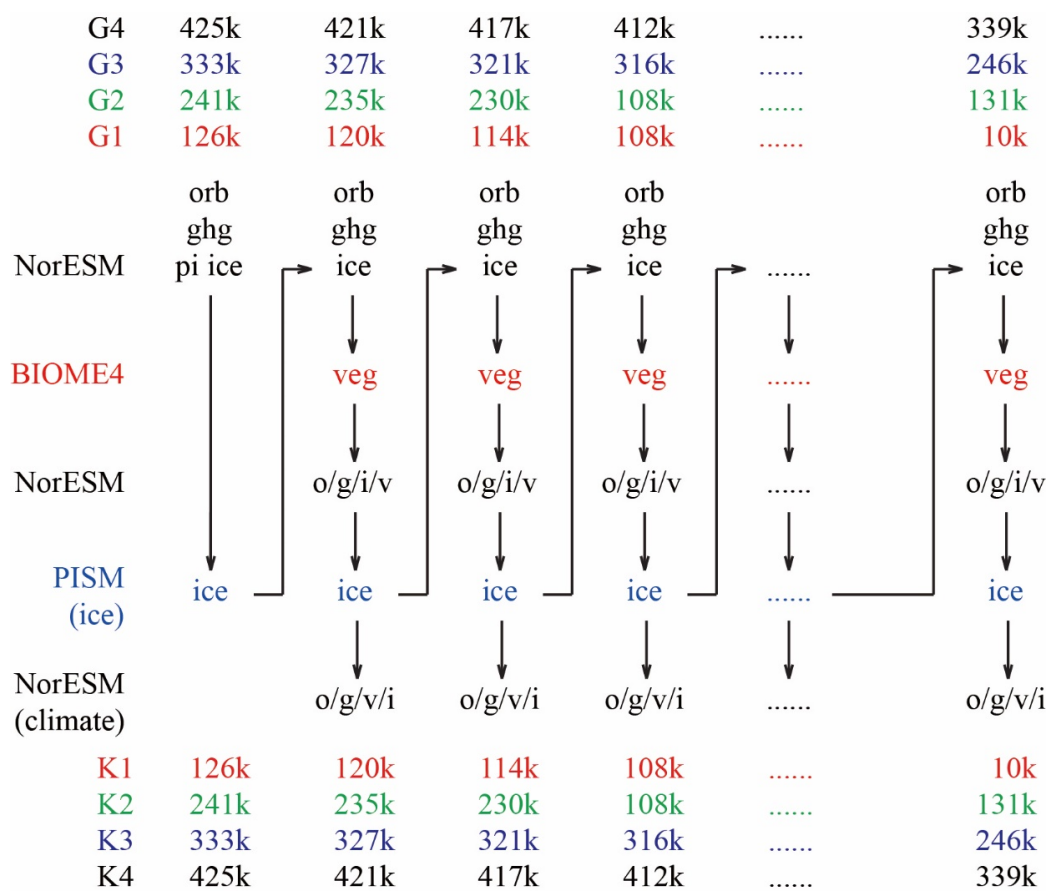 G4 425k 421k 417k 412k ...... 339k
G3 333k 327k 321k 316k ...... 246k
G2 241k 235k 230k 108k ...... 131k
G1 126k 120k 114k 108k ...... 10k
orb orb orb orb orb
ghg ghg ghg ghg ghg
NorESM pi ice ice ice ice ...... ice
BIOME4 veg veg veg ...... veg
NorESM o/g/i/v o/g/i/v o/g/i/v ...... o/g/i/v
PISM
(ice) ice ice ice ice ...... ice
NorESM
(climate) o/g/v/i o/g/v/i o/g/v/i ...... o/g/v/i
K1 126k 120k 114k 108k ...... 10k
K2 241k 235k 230k 108k ...... 131k
K3 333k 327k 321k 316k ...... 246k
K4 425k 421k 417k 412k ...... 339k